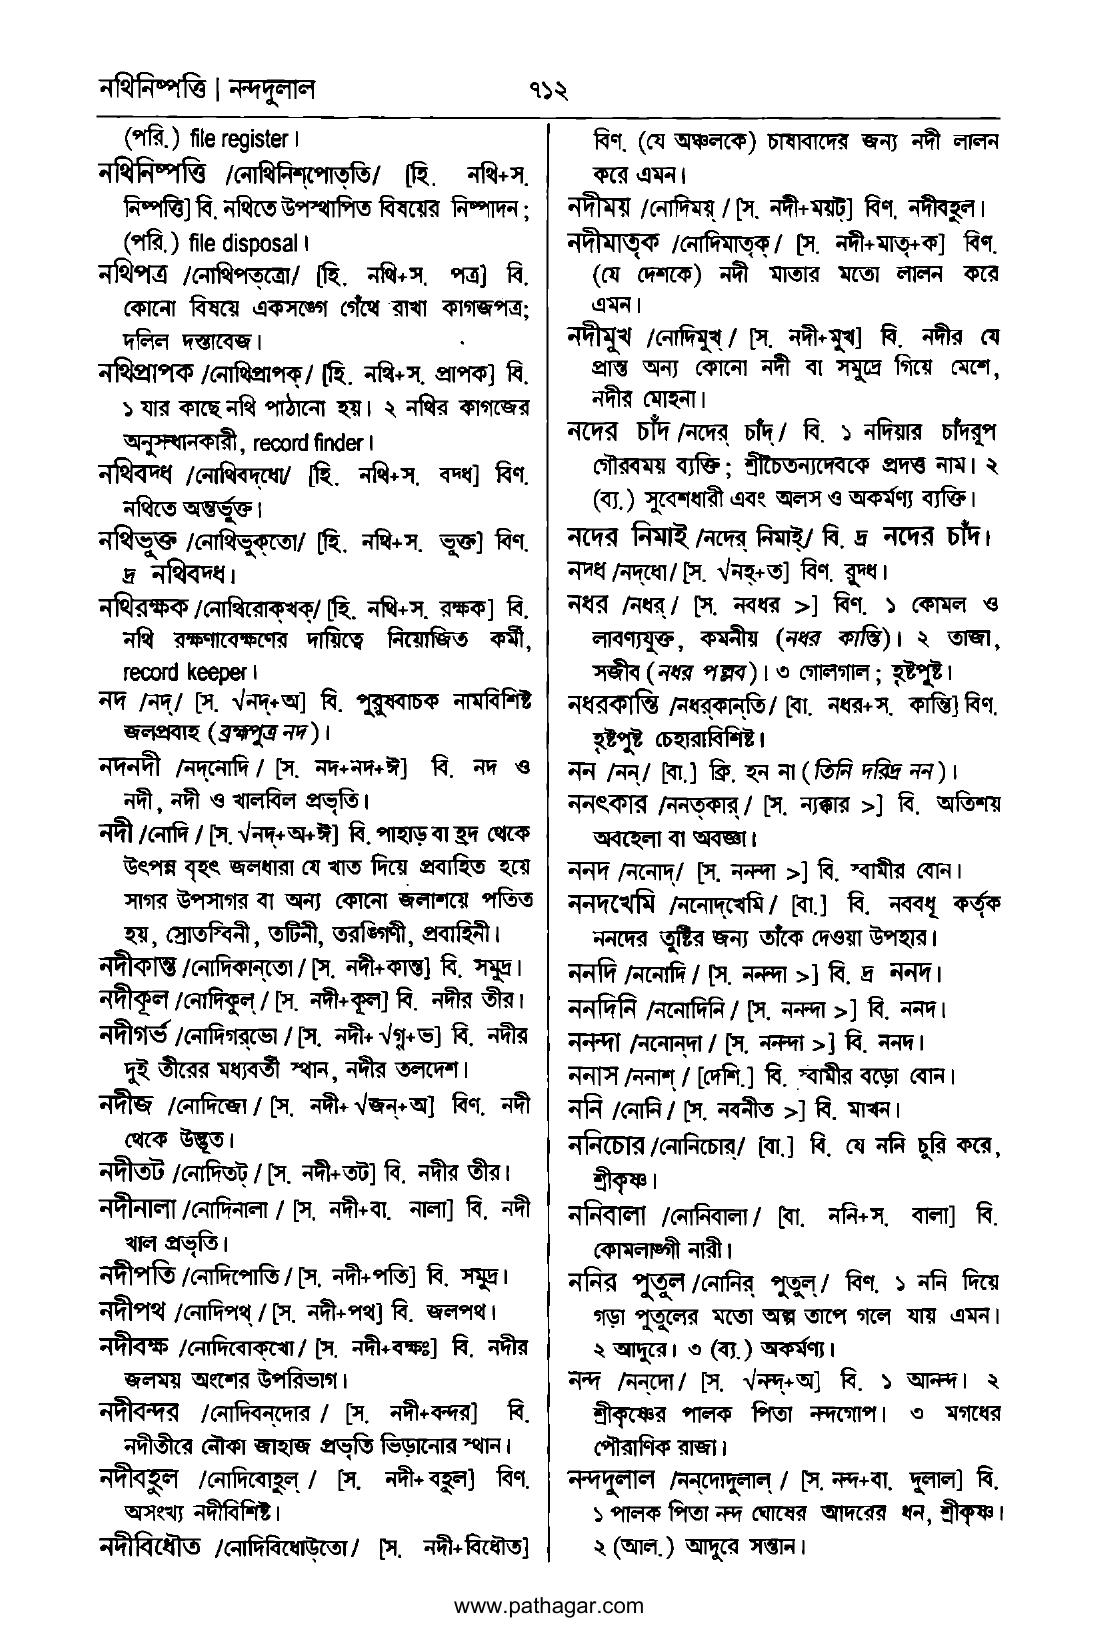 নথিনিষ্পত্তি | নন্দদুলাল
৭১২
(পরি.) file register।
নথিনিষ্পত্তি /নোথিনিশ্‌পোত্‌তি/ [হি. নথি+স.
নিষ্পত্তি] বি. নথিতে উপস্থাপিত বিষয়ের নিষ্পাদন;
(পরি.) file disposal।
নথিপত্র /নোথিপত্‌ত্রো/ [হি. নথি+স. পত্র] বি.
কোনো বিষয়ে একসঙ্গে গেঁথে রাখা কাগজপত্র;
দলিল দস্তাবেজ।
নথিপ্রাপক /নোথিপ্রাপক্‌/ [হি. নথি+স. প্রাপক] বি.
১ যার কাছে নথি পাঠানো হয়। ২ নথির কাগজের
অনুসন্ধানকারী, record finder।
নথিবদ্ধ /নোথিবদ্‌ধো/ [হি. নথি+স. বদ্ধ] বিণ.
নথিতে অন্তর্ভুক্ত।
নথিভুক্ত /নোথিভুক্‌তো/ [হি. নথি+স. ভুক্ত] বিণ.
দ্র নথিবদ্ধ।
নথিরক্ষক /নোথিরোক্‌খক্‌/ [হি. নথি+স. রক্ষক] বি.
নথি রক্ষণাবেক্ষণের দায়িত্বে নিয়োজিত কর্মী,
record keeper।
নদ /নদ্‌/ [স. √নদ্‌+অ] বি. পুরুষবাচক নামবিশিষ্ট
জলপ্রবাহ (ব্রহ্মপুত্র নদ)।
নদনদী /নদ্‌নোদি/ [স. নদ+নদ+ঈ] বি. নদ ও
নদী, নদী ও খালবিল প্রভৃতি।
নদী /নোদি/ [স. √নদ্‌+অ+ঈ] বি. পাহাড় বা হ্রদ থেকে
উৎপন্ন বৃহৎ জলধারা যে খাত দিয়ে প্রবাহিত হয়ে
সাগর উপসাগর বা অন্য কোনো জলাশয়ে পতিত
হয়, স্রোতস্বিনী, তটিনী, তরঙ্গিণী, প্রবাহিনী।
নদীকান্ত /নোদিকান্‌তো/ [স. নদী+কান্ত] বি. সমুদ্র।
নদীকূল /নোদিকুল্‌/ [স. নদী+কূল] বি. নদীর তীর।
নদীগর্ভ /নোদিগর্‌ভো/ [স. নদী+ √গৄ+ভ] বি. নদীর
দুই তীরের মধ্যবর্তী স্থান, নদীর তলদেশ।
নদীজ /নোদিজো/ [স. নদী+ √জন্‌+অ] বিণ. নদী
থেকে উদ্ভূত।
নদীতট /নোদিতট্‌/ [স. নদী+তট] বি. নদীর তীর।
নদীনালা /নোদিনালা/ [স. নদী+বা. নালা] বি. নদী
খাল প্রভৃতি।
নদীপতি /নোদিপোতি/ [স. নদী+পতি] বি. সমুদ্র।
নদীপথ /নোদিপথ্‌/ [স. নদী+পথ] বি. জলপথ।
নদীবক্ষ /নোদিবোক্‌খো/ [স. নদী+বক্ষঃ] বি. নদীর
জলময় অংশের উপরিভাগ।
নদীবন্দর /নোদিবন্‌দোর/ [স. নদী+বন্দর] বি.
নদীতীরে নৌকা জাহাজ প্রভৃতি ভিড়ানোর স্থান।
নদীবহুল /নোদিবোহুল্‌/ [স. নদী+বহুল] বিণ.
অসংখ্য নদীবিশিষ্ট।
নদীবিধৌত /নোদিবিধোউ্‌তো/ [স. নদী+বিধৌত]
বিণ. (যে অঞ্চলকে) চাষাবাদের জন্য নদী লালন
করে এমন।
নদীময় /নোদিময়্‌/ [স. নদী+ময়ট্‌] বিণ. নদীবহুল।
নদীমাতৃক /নোদিমাতৃক্‌/ [স. নদী+মাতৃ+ক] বিণ.
(যে দেশকে) নদী মাতার মতো লালন করে
এমন।
নদীমুখ /নোদিমুখ্‌/ [স. নদী+মুখ] বি. নদীর যে
প্রান্ত অন্য কোনো নদী বা সমুদ্রে গিয়ে মেশে,
নদীর মোহনা।
নদের চাঁদ /নদের্‌ চাঁদ্‌/ বি. ১ নদিয়ার চাঁদরূপ
গৌরবময় ব্যক্তি; শ্রীচৈতন্যদেবকে প্রদত্ত নাম। ২
(ব্য.) সুবেশধারী এবং অলস ও অকর্মণ্য ব্যক্তি।
নদের নিমাই /নদের্‌ নিমাই্‌/ বি. দ্র নদের চাঁদ।
নদ্ধ /নদ্‌ধো/ [স. √নহ্‌+ত] বিণ. রুদ্ধ।
নধর /নধর্‌/ [স. নবধর >] বিণ. ১ কোমল ও
লাবণ্যযুক্ত, কমনীয় (নধর কান্তি)। ২ তাজা,
সজীব (নধর পল্লব)। ৩ গোলগাল; হৃষ্টপুষ্ট।
নধরকান্তি /নধর্‌কান্‌তি/ [বা. নধর+স. কান্তি] বিণ.
হৃষ্টপুষ্ট চেহারাবিশিষ্ট।
নন /নন্‌/ [বা.] ক্রি. হন না (তিনি দরিদ্র নন)।
ননৎকার /ননত্‌কার্‌/ [স. ন্যক্কার >] বি. অতিশয়
অবহেলা বা অবজ্ঞা।
ননদ /ননোদ্‌/ [স. ননন্দা >] বি. স্বামীর বোন।
ননদখেমি /ননোদ্‌খেমি/ [বা.] বি. নববধূ কর্তৃক
ননদের তুষ্টির জন্য তাঁকে দেওয়া উপহার।
ননদি /ননোদি/ [স. ননন্দা >] বি. দ্র ননদ।
ননদিনি /ননোদিনি/ [স. ননন্দা >] বি. ননদ।
ননন্দা /ননোন্‌দা/ [স. ননন্দা >] বি. ননদ।
ননাস /ননাশ্‌/ [দেশি.] বি. স্বামীর বড়ো বোন।
ননি /নোনি/ [স. নবনীত >] বি. মাখন।
ননিচোর /নোনিচোর্‌/ [বা.] বি. যে ননি চুরি করে,
শ্রীকৃষ্ণ।
ননিবালা /নোনিবালা/ [বা. ননি+স. বালা] বি.
কোমলাঙ্গী নারী।
ননির পুতুল /নোনির্‌ পুতুল্‌/ বিণ. ১ ননি দিয়ে
গড়া পুতুলের মতো অল্প তাপে গলে যায় এমন।
২ আদুরে। ৩ (ব্য.) অকর্মণ্য।
নন্দ /নন্‌দো/ [স. √নন্দ্‌+অ] বি. ১ আনন্দ। ২
শ্রীকৃষ্ণের পালক পিতা নন্দগোপ। ৩ মগধের
পৌরাণিক রাজা।
নন্দদুলাল /নন্‌দোদুলাল্‌/ [স. নন্দ+বা. দুলাল] বি.
১ পালক পিতা নন্দ ঘোষের আদরের ধন, শ্রীকৃষ্ণ।
২ (আল.) আদুরে সন্তান।
www.pathagar.com